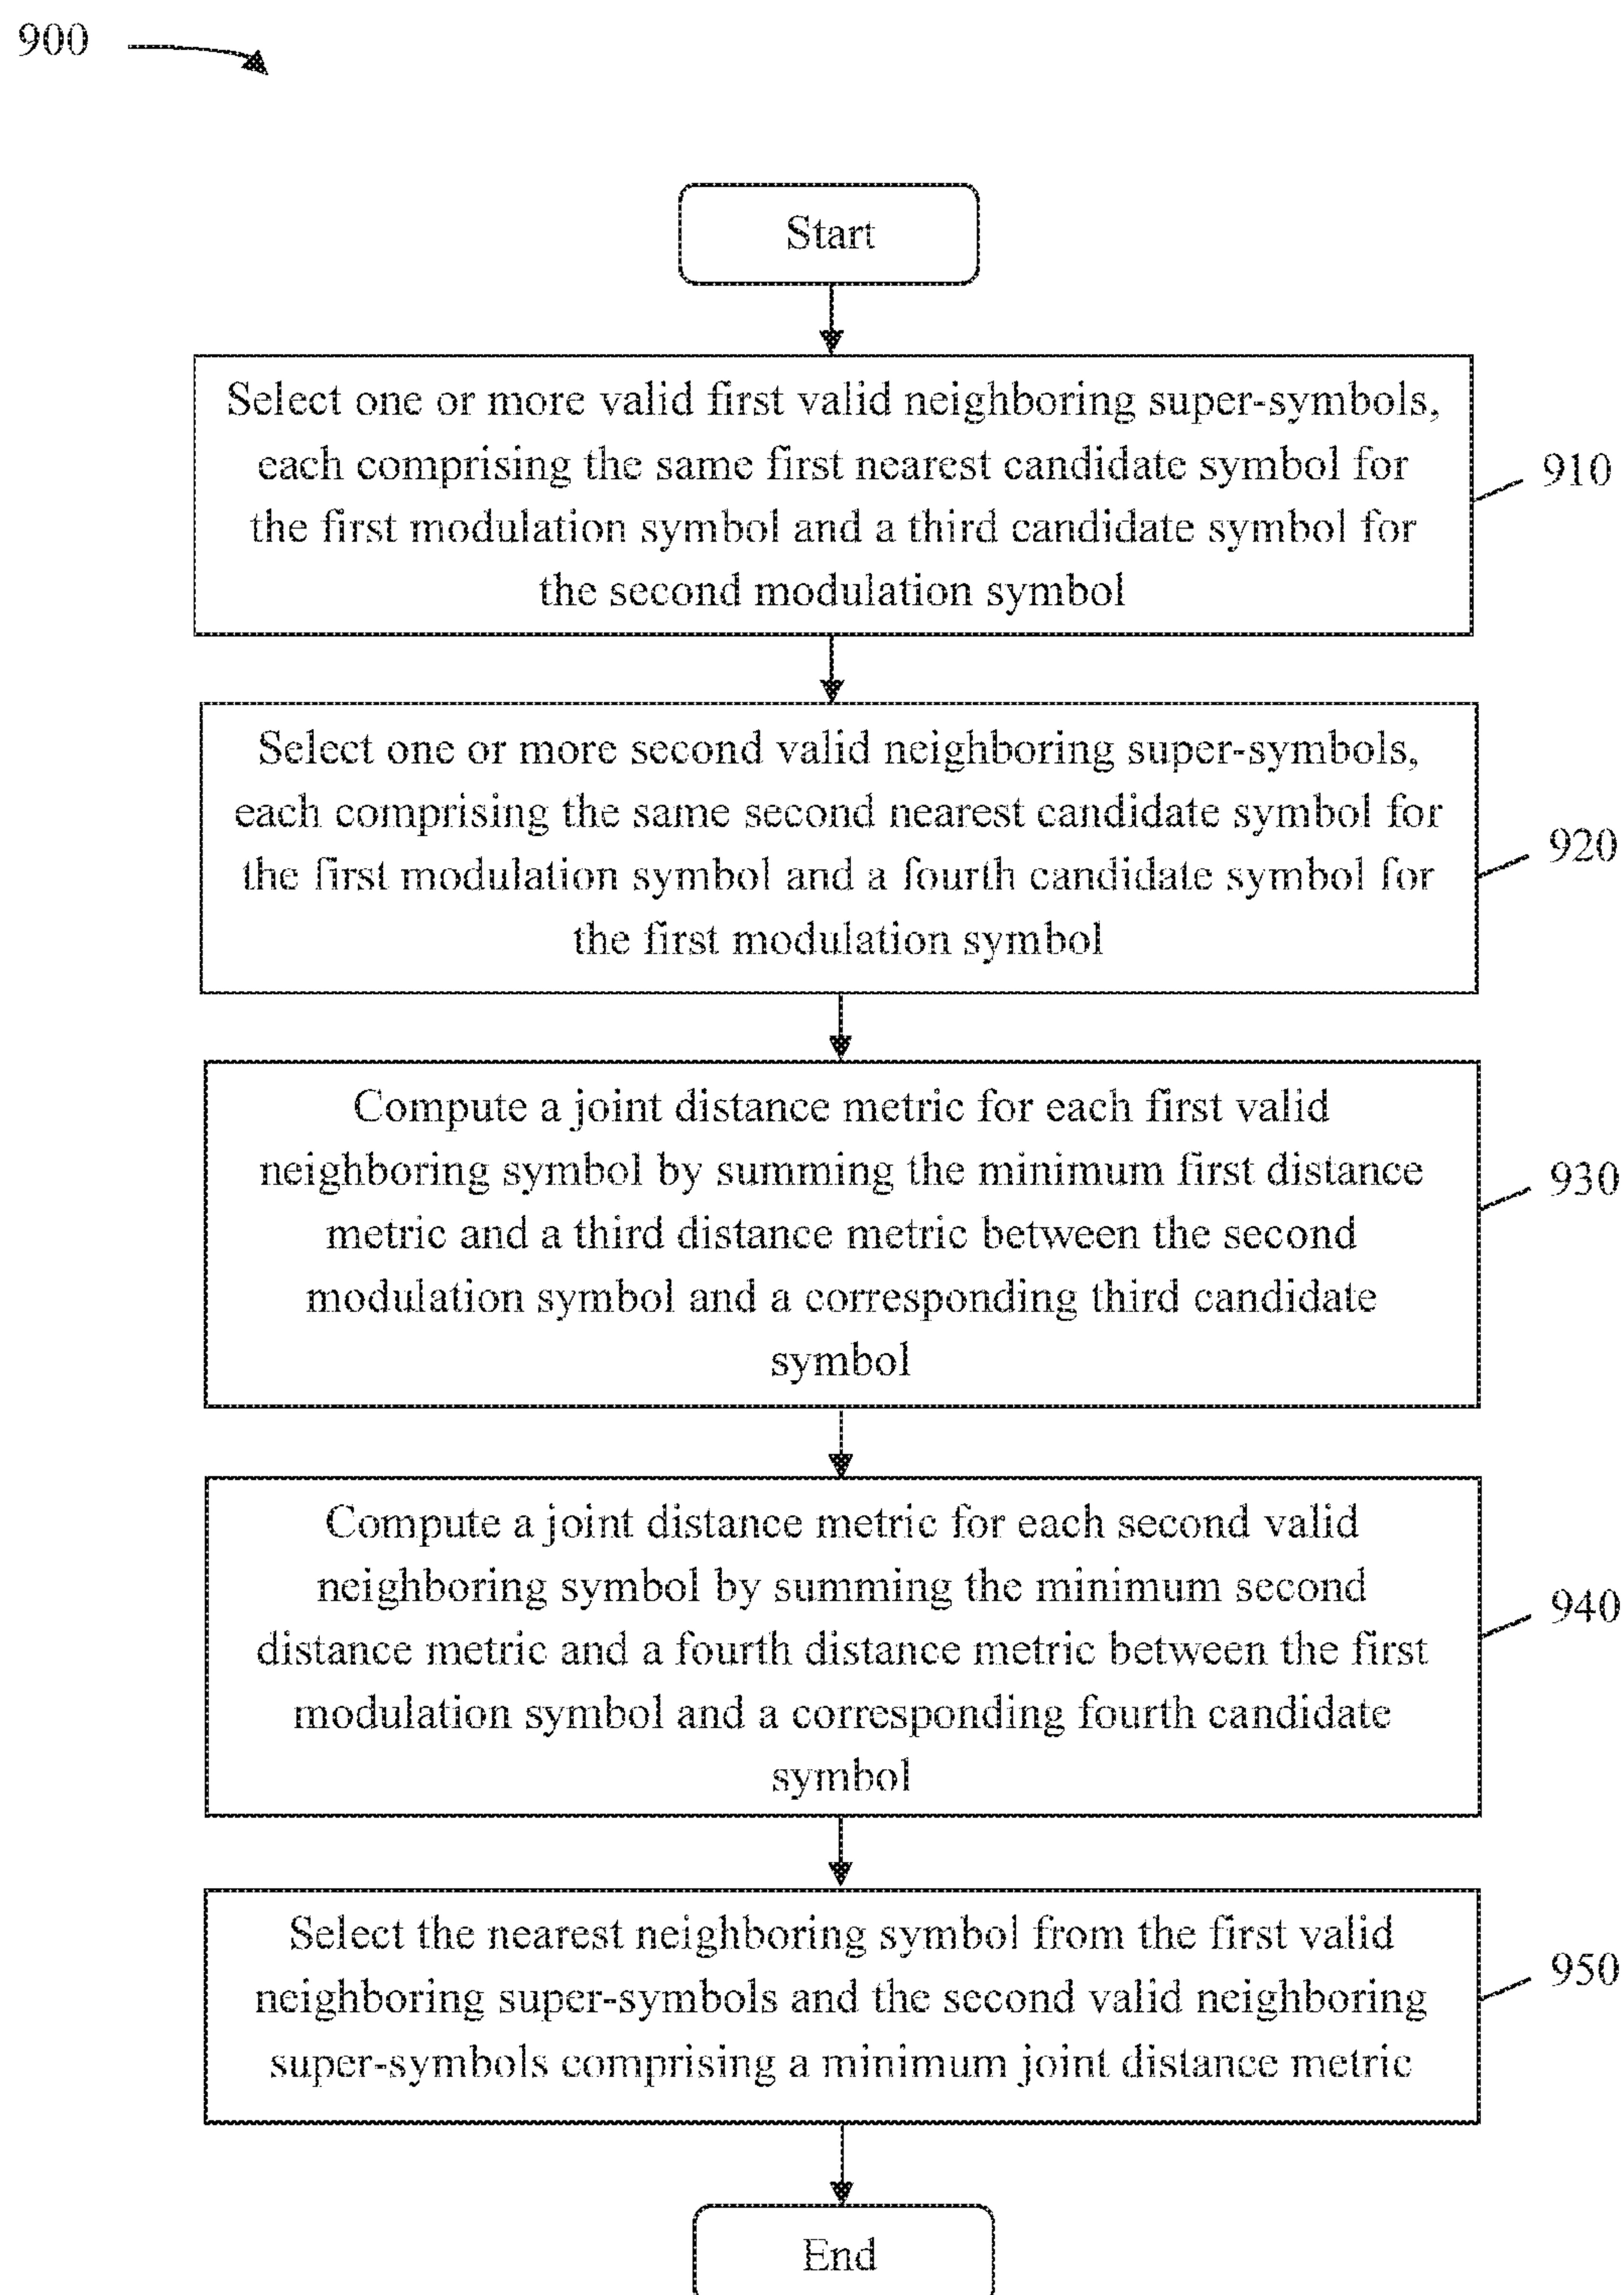 900
Start
Select one or more valid first valid neighboring super-symbols,
each comprising the same first nearest candidate symbol for
the first modulation symbol and a third candidate symbol for
the second modulation symbol
910
Select one or more second valid neighboring super-symbols,
each comprising the same second nearest candidate symbol for
the first modulation symbol and a fourth candidate symbol for
the first modulation symbol
920
Compute a joint distance metric for each first valid
neighboring symbol by summing the minimum first distance
metric and a third distance metric between the second
modulation symbol and a corresponding third candidate
symbol
930
Compute a joint distance metric for each second valid
neighboring symbol by summing the minimum second
distance metric and a fourth distance metric between the first
modulation symbol and a corresponding fourth candidate
symbol
940
Select the nearest neighboring symbol from the first valid
neighboring super-symbols and the second valid neighboring
super-symbols comprising a minimum joint distance metric
950
End